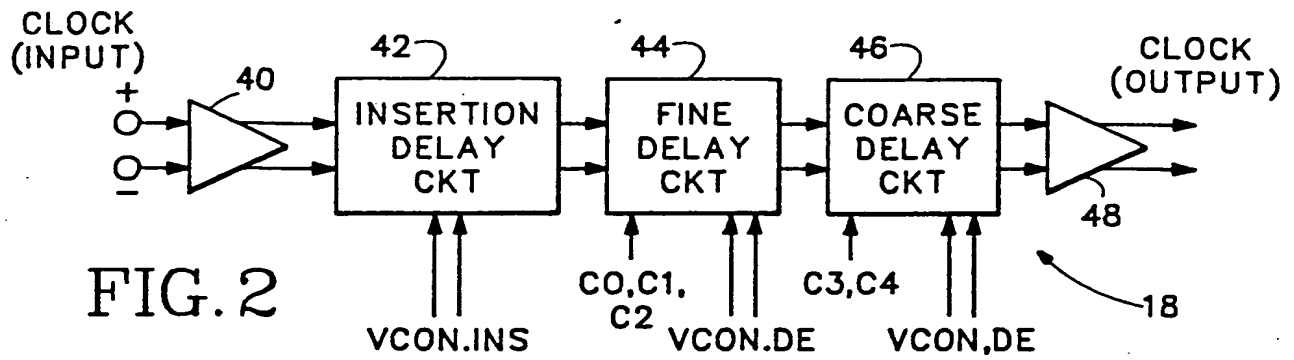 CLOCK
(INPUT)
+
−
40
42
INSERTION
DELAY
CKT
44
FINE
DELAY
CKT
46
COARSE
DELAY
CKT
CLOCK
(OUTPUT)
48
C0,C1,
C2
C3,C4
18
VCON.INS
VCON.DE
VCON,DE
FIG. 2